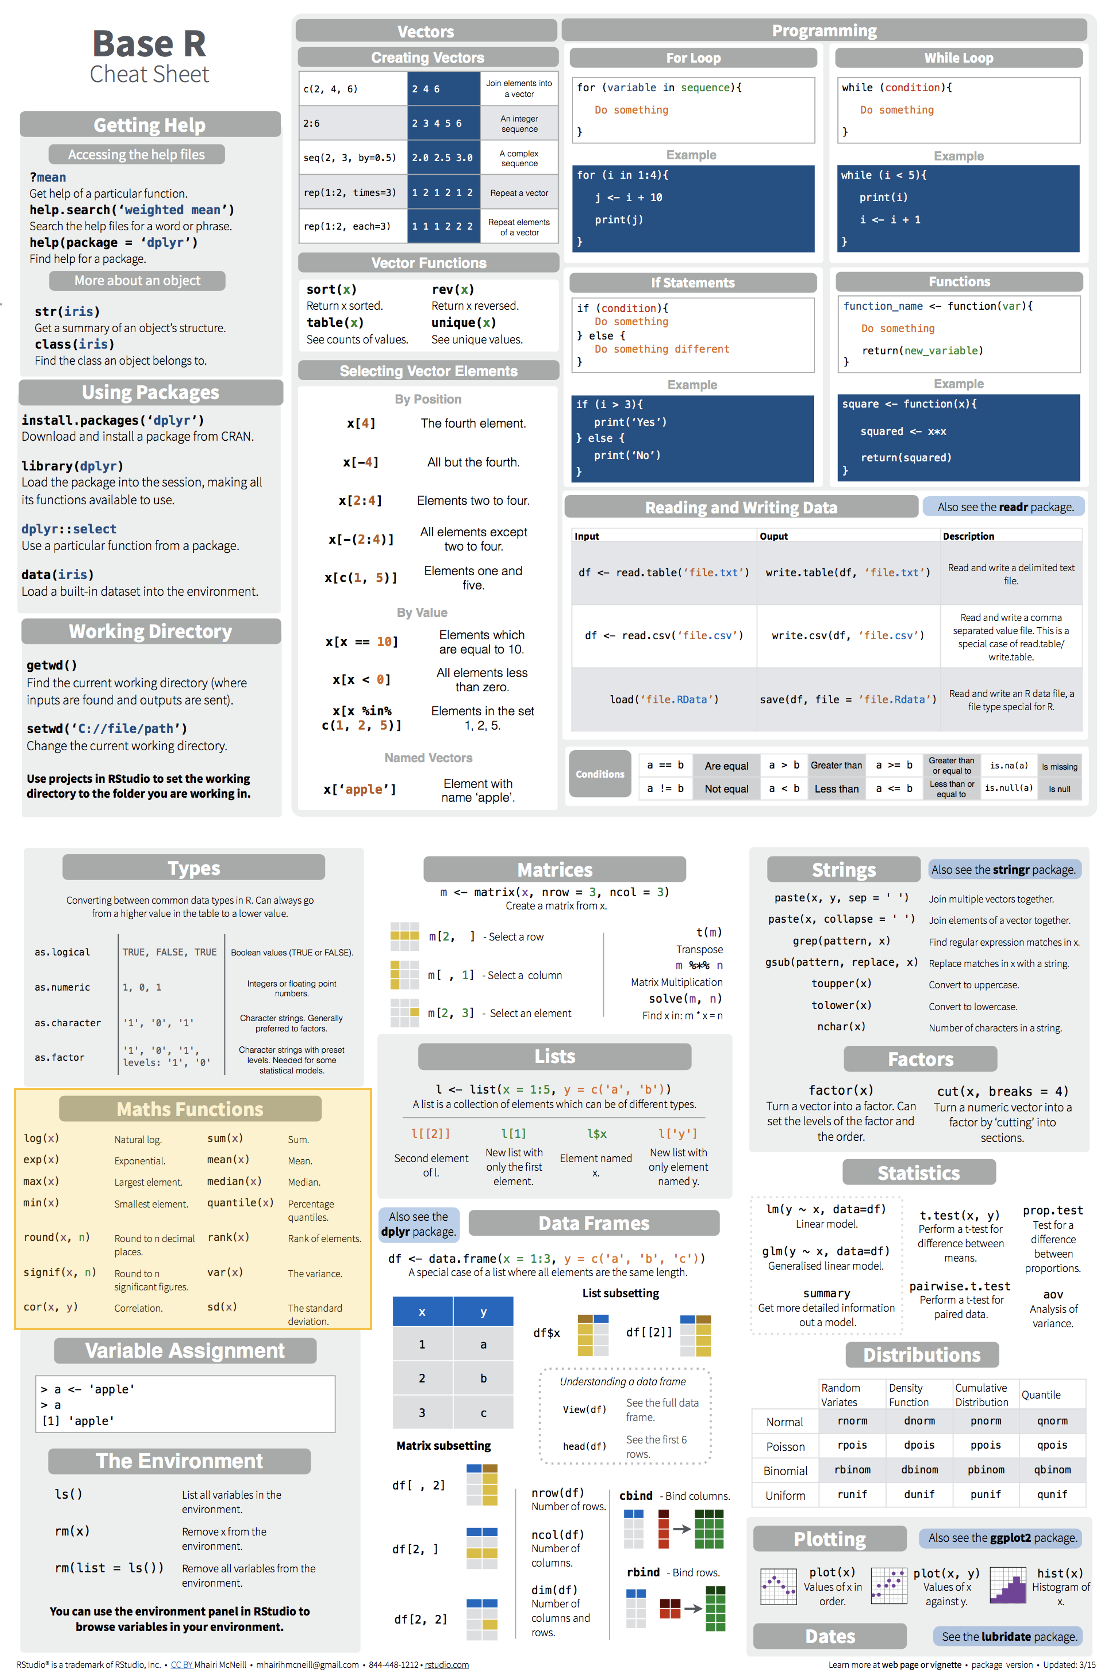 Base R
Cheat Sheet
Getting Help
Accessing the help files
?mean
Get help of a particular function.
help.search(‘weighted mean’)
Search the help files for a word or phrase.
help(package = ‘dplyr’)
Find help for a package.
More about an object
str(iris)
Get a summary of an object’s structure.
class(iris)
Find the class an object belongs to.
Using Packages
install.packages(‘dplyr’)
Download and install a package from CRAN.
library(dplyr)
Load the package into the session, making all
its functions available to use.
dplyr::select
Use a particular function from a package.
data(iris)
Load a built-in dataset into the environment.
Working Directory
getwd()
Find the current working directory (where
inputs are found and outputs are sent).
setwd(‘C://file/path’)
Change the current working directory.
Use projects in RStudio to set the working
directory to the folder you are working in.
Vectors
Creating Vectors
c(2, 4, 6) 2 4 6 Join elements into
a vector
2:6 2 3 4 5 6 An integer
sequence
seq(2, 3, by=0.5) 2.0 2.5 3.0 A complex
sequence
rep(1:2, times=3) 1 2 1 2 1 2 Repeat a vector
rep(1:2, each=3) 1 1 1 2 2 2 Repeat elements
of a vector
Vector Functions
sort(x) rev(x)
Return x sorted. Return x reversed.
table(x) unique(x)
See counts of values. See unique values.
Selecting Vector Elements
By Position
x[4] The fourth element.
x[-4] All but the fourth.
x[2:4] Elements two to four.
x[-(2:4)] All elements except
two to four.
x[c(1, 5)] Elements one and
five.
By Value
x[x == 10] Elements which
are equal to 10.
x[x < 0] All elements less
than zero.
x[x %in%
c(1, 2, 5)] Elements in the set
1, 2, 5.
Named Vectors
x[‘apple’] Element with
name ‘apple’.
Programming
For Loop
for (variable in sequence){
Do something
}
Example
for (i in 1:4){
j <- i + 10
print(j)
}
While Loop
while (condition){
Do something
}
Example
while (i < 5){
print(i)
i <- i + 1
}
If Statements
if (condition){
Do something
} else {
Do something different
}
Example
if (i > 3){
print(‘Yes’)
} else {
print(‘No’)
}
Functions
function_name <- function(var){
Do something
return(new_variable)
}
Example
square <- function(x){
squared <- x*x
return(squared)
}
Reading and Writing Data
Also see the readr package.
Input Ouput Description
df <- read.table(‘file.txt’) write.table(df, ‘file.txt’) Read and write a delimited text
file.
df <- read.csv(‘file.csv’) write.csv(df, ‘file.csv’) Read and write a comma
separated value file. This is a
special case of read.table/
write.table.
load(‘file.RData’) save(df, file = ‘file.Rdata’) Read and write an R data file, a
file type special for R.
Conditions
a == b Are equal a > b Greater than a >= b Greater than
or equal to is.na(a) Is missing
a != b Not equal a < b Less than a <= b Less than or
equal to is.null(a) Is null
Types
Converting between common data types in R. Can always go
from a higher value in the table to a lower value.
as.logical TRUE, FALSE, TRUE Boolean values (TRUE or FALSE).
as.numeric 1, 0, 1 Integers or floating point
numbers.
as.character '1', '0', '1' Character strings. Generally
preferred to factors.
as.factor '1', '0', '1',
levels: '1', '0' Character strings with preset
levels. Needed for some
statistical models.
Maths Functions
log(x) Natural log. sum(x) Sum.
exp(x) Exponential. mean(x) Mean.
max(x) Largest element. median(x) Median.
min(x) Smallest element. quantile(x) Percentage
quantiles.
round(x, n) Round to n decimal
places. rank(x) Rank of elements.
signif(x, n) Round to n
significant figures. var(x) The variance.
cor(x, y) Correlation. sd(x) The standard
deviation.
Variable Assignment
> a <- 'apple'
> a
[1] 'apple'
The Environment
ls() List all variables in the
environment.
rm(x) Remove x from the
environment.
rm(list = ls()) Remove all variables from the
environment.
You can use the environment panel in RStudio to
browse variables in your environment.
Matrices
m <- matrix(x, nrow = 3, ncol = 3)
Create a matrix from x.
m[2, ] - Select a row
m[ , 1] - Select a column
m[2, 3] - Select an element
t(m)
Transpose
m %*% n
Matrix Multiplication
solve(m, n)
Find x in: m * x = n
Lists
l <- list(x = 1:5, y = c('a', 'b'))
A list is a collection of elements which can be of different types.
l[[2]] l[1] l$x l['y']
Second element
of l.
New list with
only the first
element.
Element named
x.
New list with
only element
named y.
Also see the
dplyr package.
Data Frames
df <- data.frame(x = 1:3, y = c('a', 'b', 'c'))
A special case of a list where all elements are the same length.
x y
1 a
2 b
3 c
List subsetting
df$x df[[2]]
Understanding a data frame
View(df) See the full data
frame.
head(df) See the first 6
rows.
Matrix subsetting
df[ , 2]
df[2, ]
df[2, 2]
nrow(df)
Number of rows.
ncol(df)
Number of
columns.
dim(df)
Number of
columns and
rows.
cbind - Bind columns.
rbind - Bind rows.
Strings
Also see the stringr package.
paste(x, y, sep = ' ') Join multiple vectors together.
paste(x, collapse = ' ') Join elements of a vector together.
grep(pattern, x) Find regular expression matches in x.
gsub(pattern, replace, x) Replace matches in x with a string.
toupper(x) Convert to uppercase.
tolower(x) Convert to lowercase.
nchar(x) Number of characters in a string.
Factors
factor(x)
Turn a vector into a factor. Can
set the levels of the factor and
the order.
cut(x, breaks = 4)
Turn a numeric vector into a
factor by ‘cutting’ into
sections.
Statistics
lm(y ~ x, data=df)
Linear model.
glm(y ~ x, data=df)
Generalised linear model.
summary
Get more detailed information
out a model.
t.test(x, y)
Perform a t-test for
difference between
means.
pairwise.t.test
Perform a t-test for
paired data.
prop.test
Test for a
difference
between
proportions.
aov
Analysis of
variance.
Distributions
Random
Variates
Density
Function
Cumulative
Distribution
Quantile
Normal rnorm dnorm pnorm qnorm
Poisson rpois dpois ppois qpois
Binomial rbinom dbinom pbinom qbinom
Uniform runif dunif punif qunif
Plotting
Also see the ggplot2 package.
plot(x)
Values of x in
order.
plot(x, y)
Values of x
against y.
hist(x)
Histogram of
x.
Dates
See the lubridate package.
RStudio® is a trademark of RStudio, Inc. • CC BY Mhairi McNeill • mhairihmcneill@gmail.com • 844-448-1212 • rstudio.com
Learn more at web page or vignette • package version • Updated: 3/15